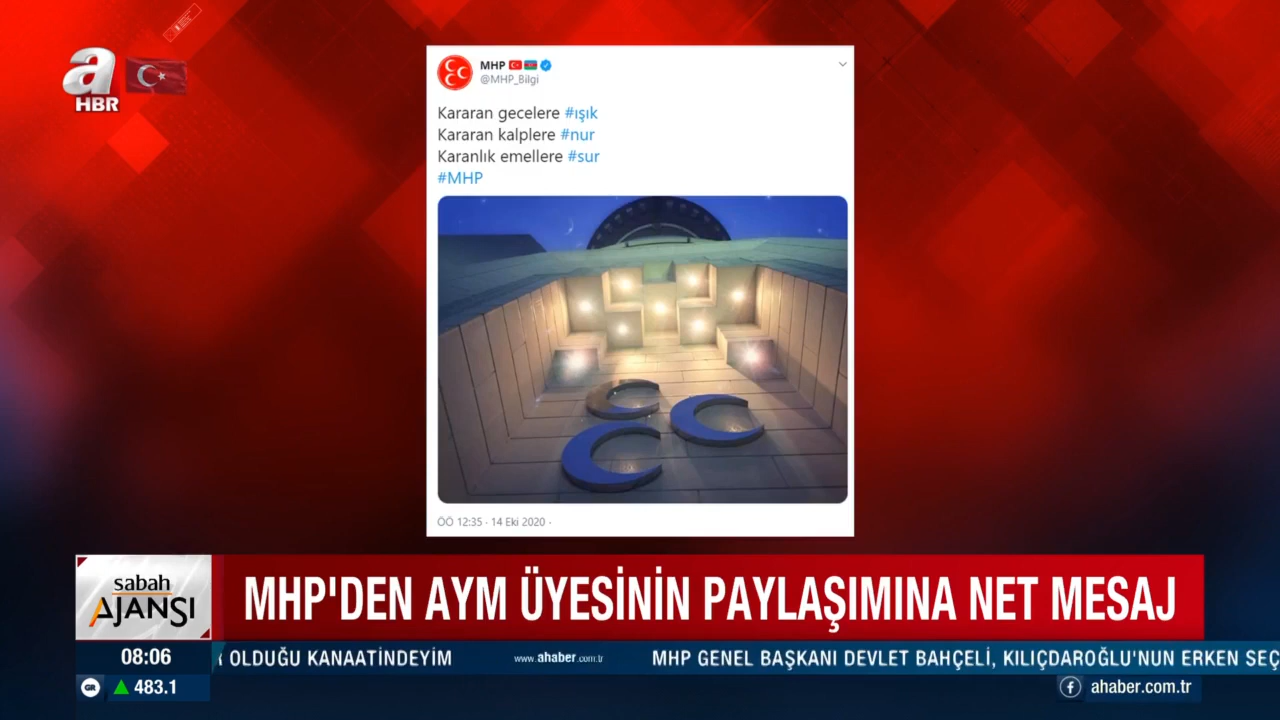 a
HBR
MHP
@MHP_Bilgi
Kararan gecelere #ışık
Kararan kalplere #nur
Karanlık emellere #sur
#MHP
ÖÖ 12:35 · 14 Eki 2020 ·
sabah
AJANSI
MHP'DEN AYM ÜYESİNİN PAYLAŞIMINA NET MESAJ
08:06
OLDUĞU KANAATİNDEYİM
www.ahaber.com.tr
MHP GENEL BAŞKANI DEVLET BAHÇELİ, KILIÇDAROĞLU'NUN ERKEN SEÇ
GR
483.1
ahaber.com.tr